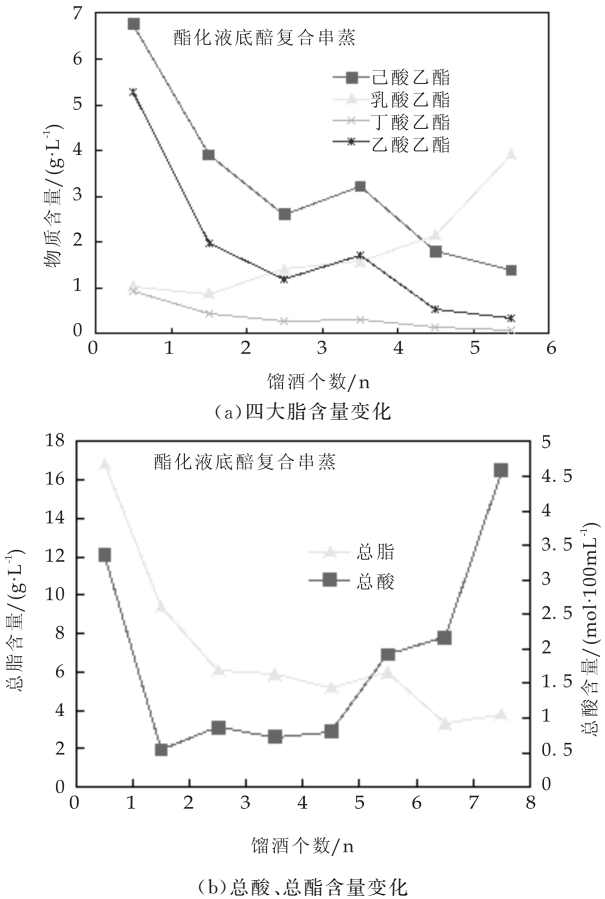 酯化液底醅复合串蒸
己酸乙酯
乳酸乙酯
丁酸乙酯
乙酸乙酯
物质含量/(g·L⁻¹)
7
6
5
4
3
2
1
0
0 1 2 3 4 5 6
馏酒个数/n
(a)四大脂含量变化
酯化液底醅复合串蒸
总脂
总酸
总脂含量/(g·L⁻¹)
18
16
14
12
10
8
6
4
2
0
总酸含量/(mol·100mL⁻¹)
5
4.5
4
3.5
3
2.5
2
1.5
1
0.5
0
0 1 2 3 4 5 6 7 8
馏酒个数/n
(b)总酸、总酯含量变化